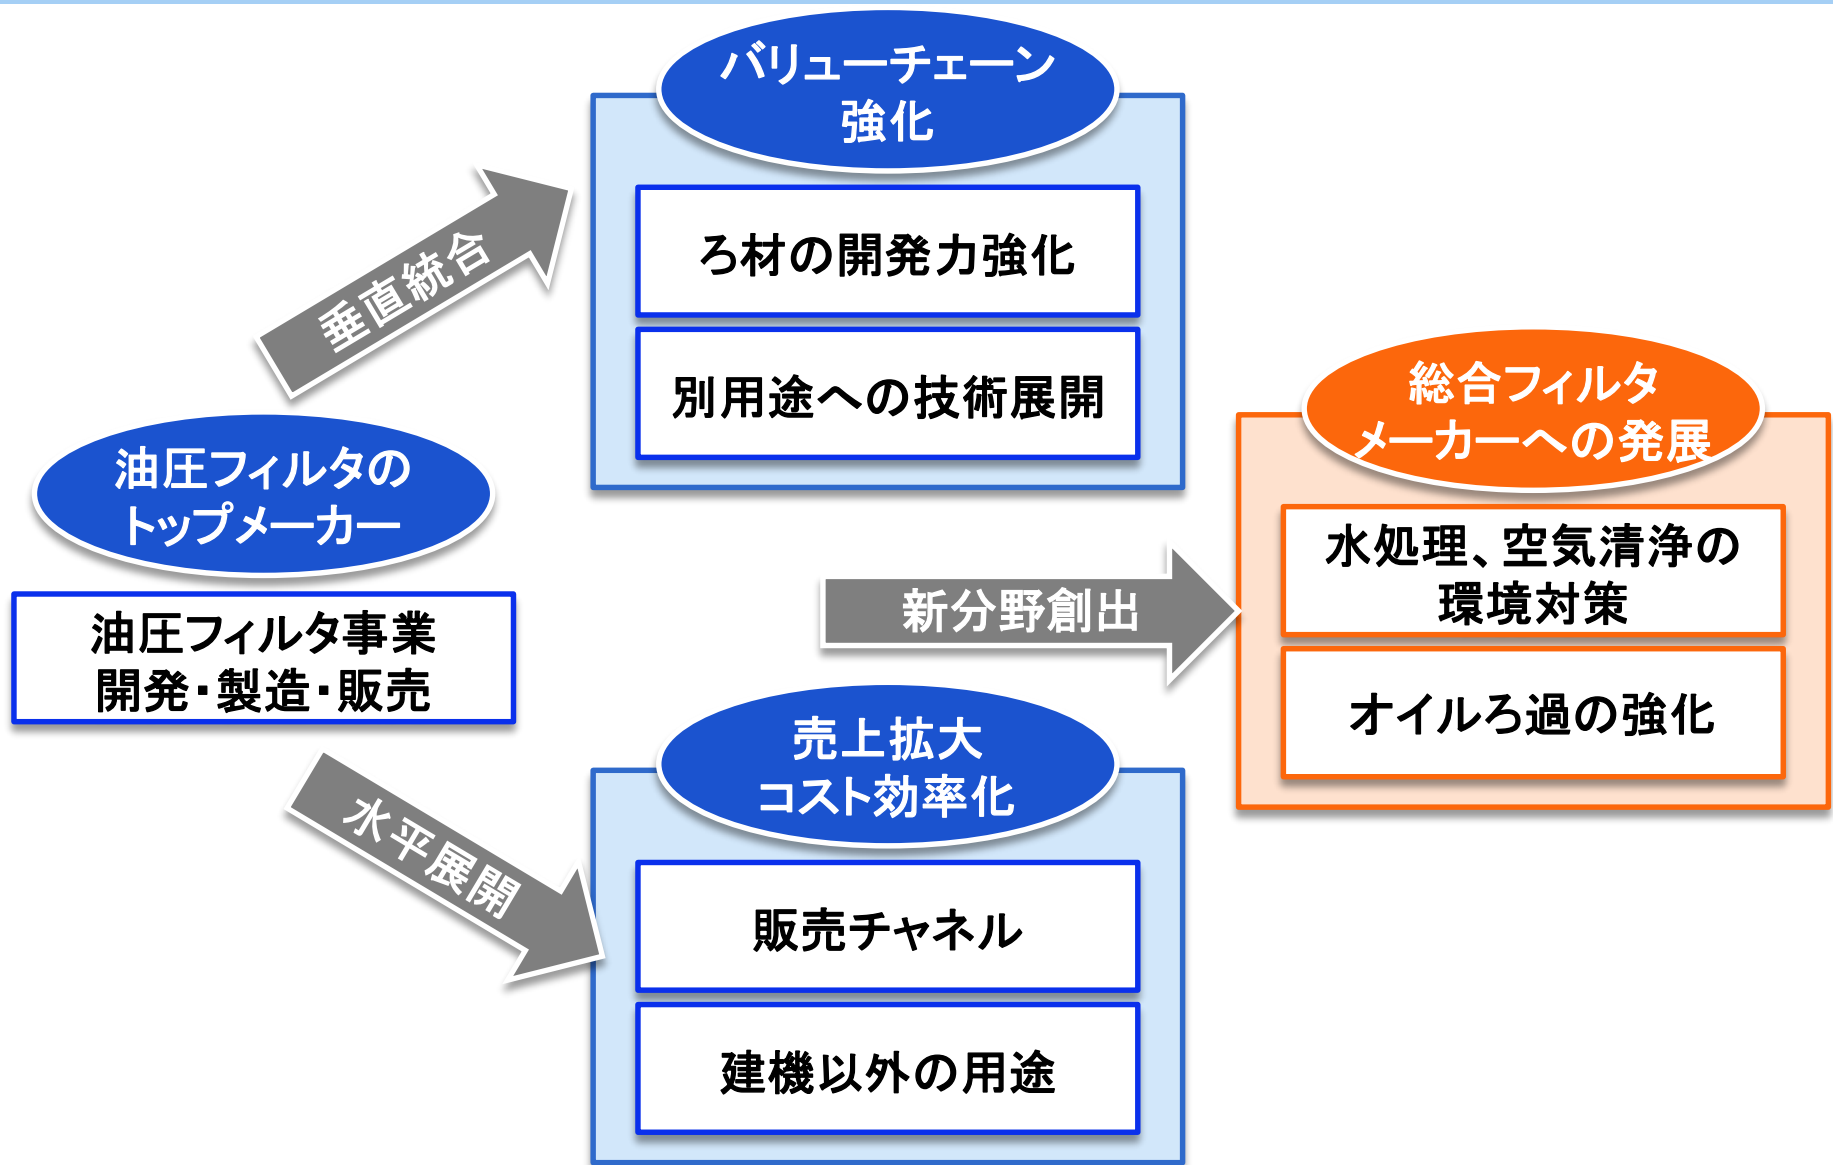 バリューチェーン
強化
ろ材の開発力強化
別用途への技術展開
垂直統合
油圧フィルタの
トップメーカー
油圧フィルタ事業
開発・製造・販売
水平展開
売上拡大
コスト効率化
販売チャネル
建機以外の用途
新分野創出
総合フィルタ
メーカーへの発展
水処理、空気清浄の
環境対策
オイルろ過の強化